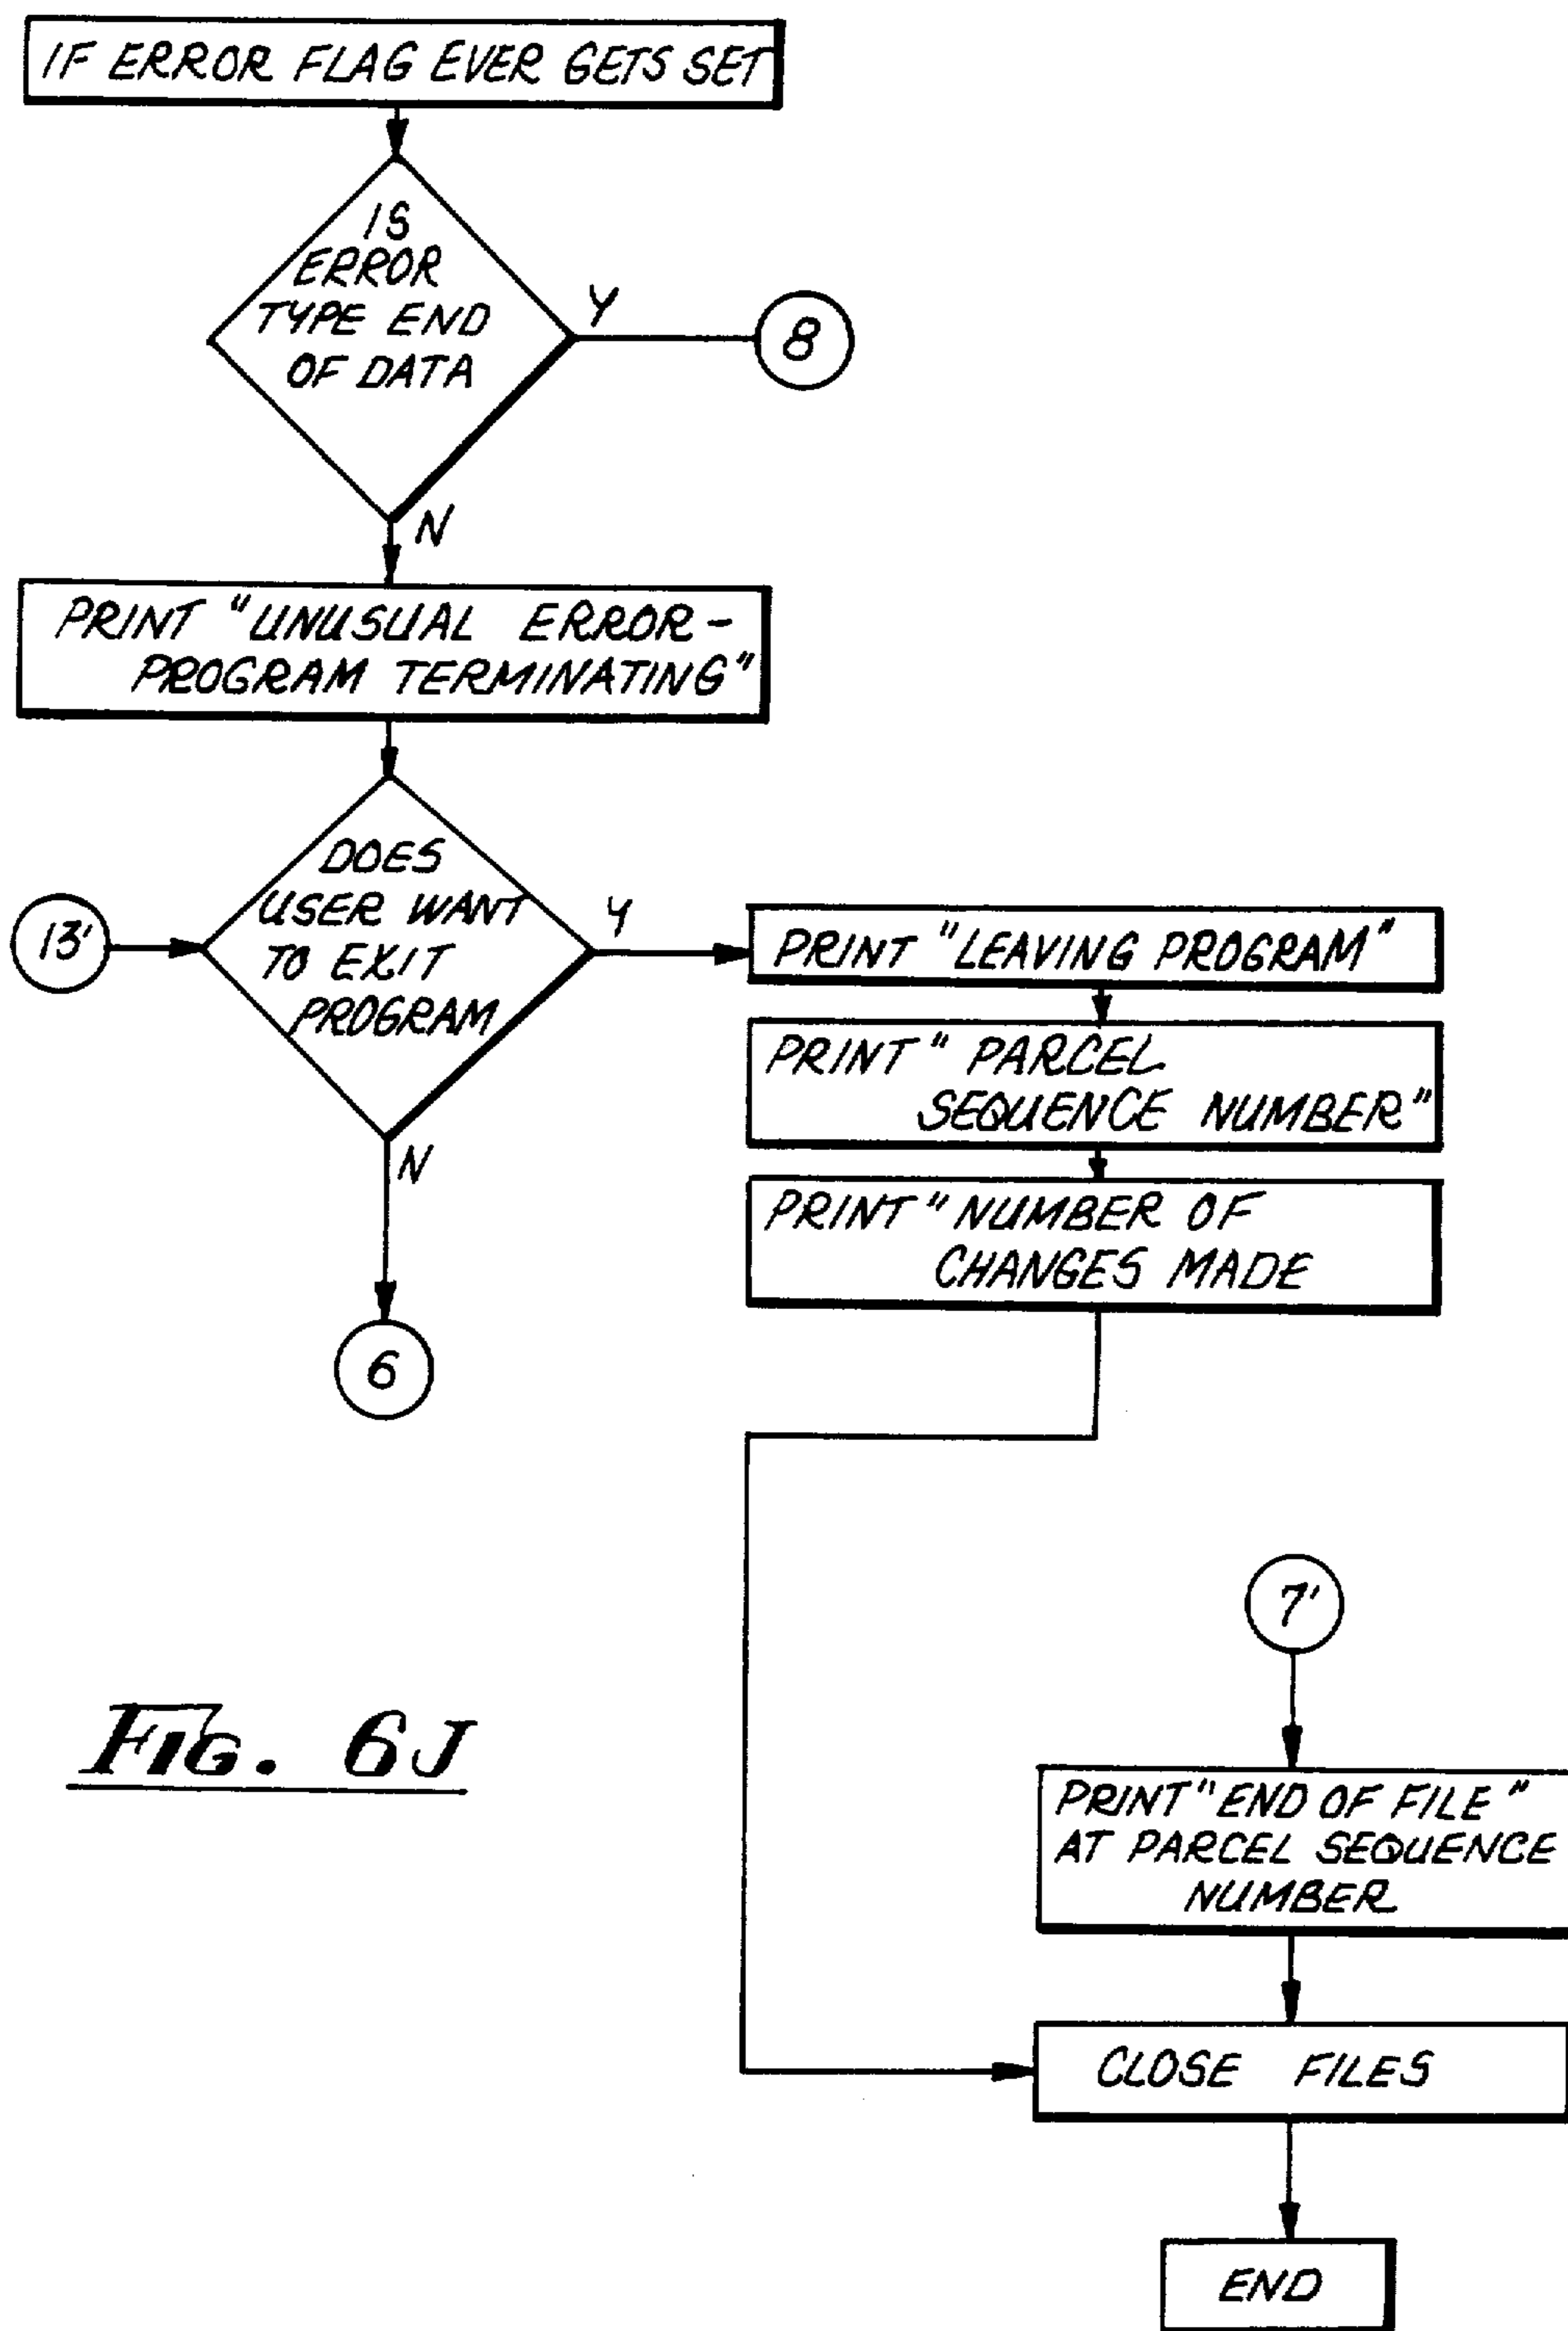 IF ERROR FLAG EVER GETS SET
IS
ERROR
TYPE END
OF DATA
Y
8
N
PRINT "UNUSUAL ERROR-
PROGRAM TERMINATING"
13'
DOES
USER WANT
TO EXIT
PROGRAM
Y
N
6
PRINT "LEAVING PROGRAM"
PRINT "PARCEL
SEQUENCE NUMBER"
PRINT "NUMBER OF
CHANGES MADE
7'
PRINT "END OF FILE"
AT PARCEL SEQUENCE
NUMBER
CLOSE FILES
END
FIG. 6J